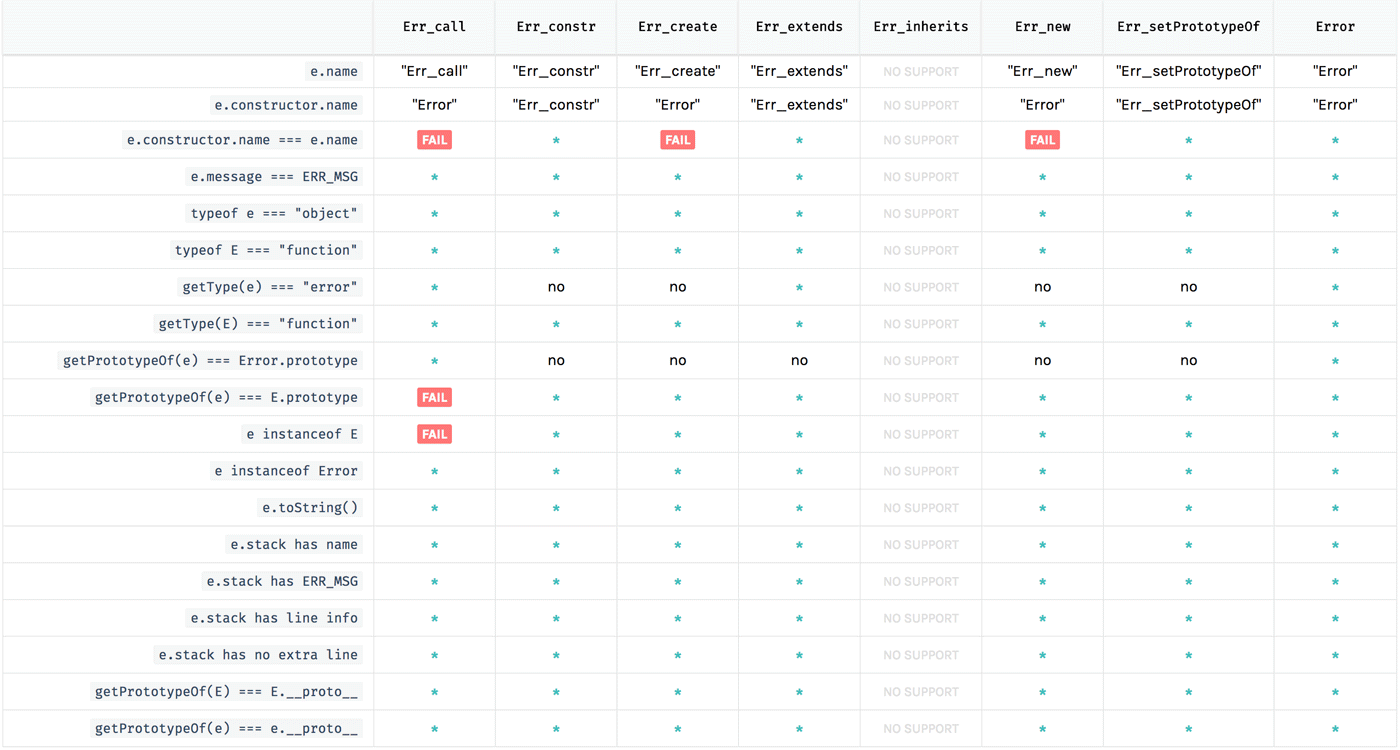 Err_call Err_constr Err_create Err_extends Err_inherits Err_new Err_setPrototypeOf Error
e.name "Err_call" "Err_constr" "Err_create" "Err_extends" NO SUPPORT "Err_new" "Err_setPrototypeOf" "Error"
e.constructor.name "Error" "Err_constr" "Error" "Err_extends" NO SUPPORT "Error" "Err_setPrototypeOf" "Error"
e.constructor.name === e.name FAIL * FAIL * NO SUPPORT FAIL * *
e.message === ERR_MSG * * * * NO SUPPORT * * *
typeof e === "object" * * * * NO SUPPORT * * *
typeof E === "function" * * * * NO SUPPORT * * *
getType(e) === "error" * no no * NO SUPPORT no no *
getType(E) === "function" * * * * NO SUPPORT * * *
getPrototypeOf(e) === Error.prototype * no no no NO SUPPORT no no *
getPrototypeOf(e) === E.prototype FAIL * * * NO SUPPORT * * *
e instanceof E FAIL * * * NO SUPPORT * * *
e instanceof Error * * * * NO SUPPORT * * *
e.toString() * * * * NO SUPPORT * * *
e.stack has name * * * * NO SUPPORT * * *
e.stack has ERR_MSG * * * * NO SUPPORT * * *
e.stack has line info * * * * NO SUPPORT * * *
e.stack has no extra line * * * * NO SUPPORT * * *
getPrototypeOf(E) === E.__proto__ * * * * NO SUPPORT * * *
getPrototypeOf(e) === e.__proto__ * * * * NO SUPPORT * * *